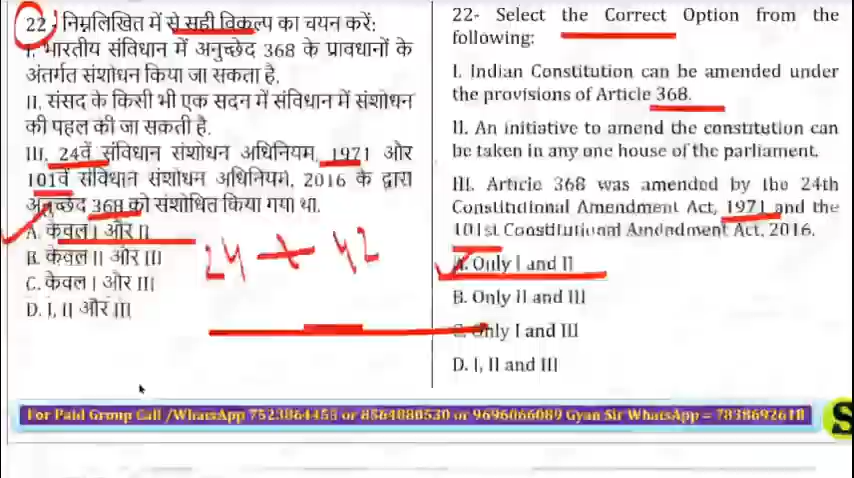 22 - निम्नलिखित में से सही विकल्प का चयन करें:
I. भारतीय संविधान में अनुच्छेद 368 के प्रावधानों के
अंतर्गत संशोधन किया जा सकता है.
II. संसद के किसी भी एक सदन में संविधान में संशोधन
की पहल की जा सकती है.
III. 24वें संविधान संशोधन अधिनियम, 1971 और
101वें संविधान संशोधन अधिनियम, 2016 के द्वारा
अनुच्छेद 368 को संशोधित किया गया था.
A. केवल I और II
B. केवल II और III
C. केवल I और III
D. I, II और III
24 + 42
22- Select the Correct Option from the
following:
I. Indian Constitution can be amended under
the provisions of Article 368.
II. An initiative to amend the constitution can
be taken in any one house of the parliament.
III. Article 368 was amended by the 24th
Constitutional Amendment Act, 1971 and the
101st Constitutional Amendment Act, 2016.
A. Only I and II
B. Only II and III
C. Only I and III
D. I, II and III
For Paid Group Call /WhatsApp 7523864453 or 8564880530 or 9696066089 Gyan Sir WhatsApp = 7838692618
S